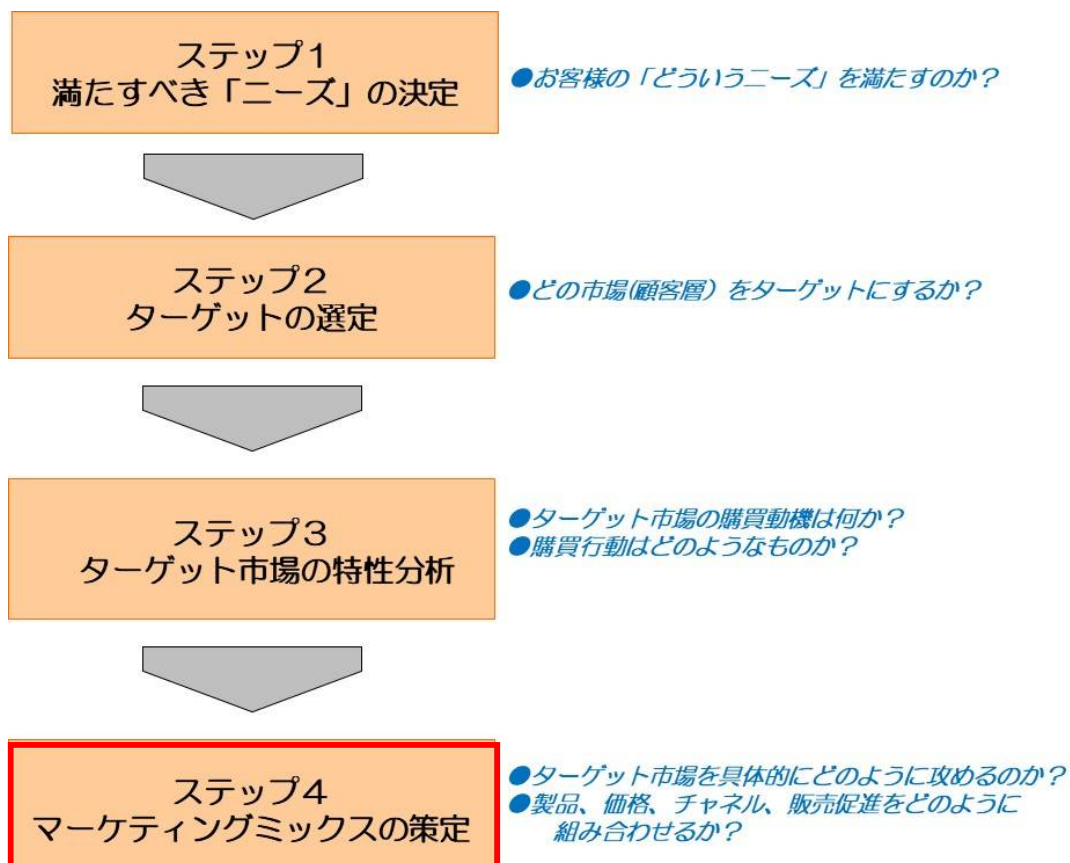 ステップ1
満たすべき「ニーズ」の決定
●お客様の「どういうニーズ」を満たすのか?
ステップ2
ターゲットの選定
●どの市場(顧客層）をターゲットにするか?
ステップ3
ターゲット市場の特性分析
●ターゲット市場の購買動機は何か?
●購買行動はどのようなものか?
ステップ4
マーケティングミックスの策定
●ターゲット市場を具体的にどのように攻めるのか?
●製品、価格、チャネル、販売促進をどのように
組み合わせるか?